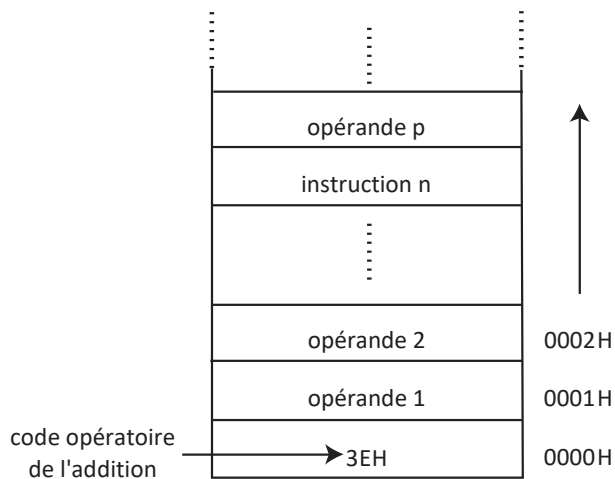 opérande p
instruction n
opérande 2 0002H
opérande 1 0001H
code opératoire
de l'addition
3EH 0000H